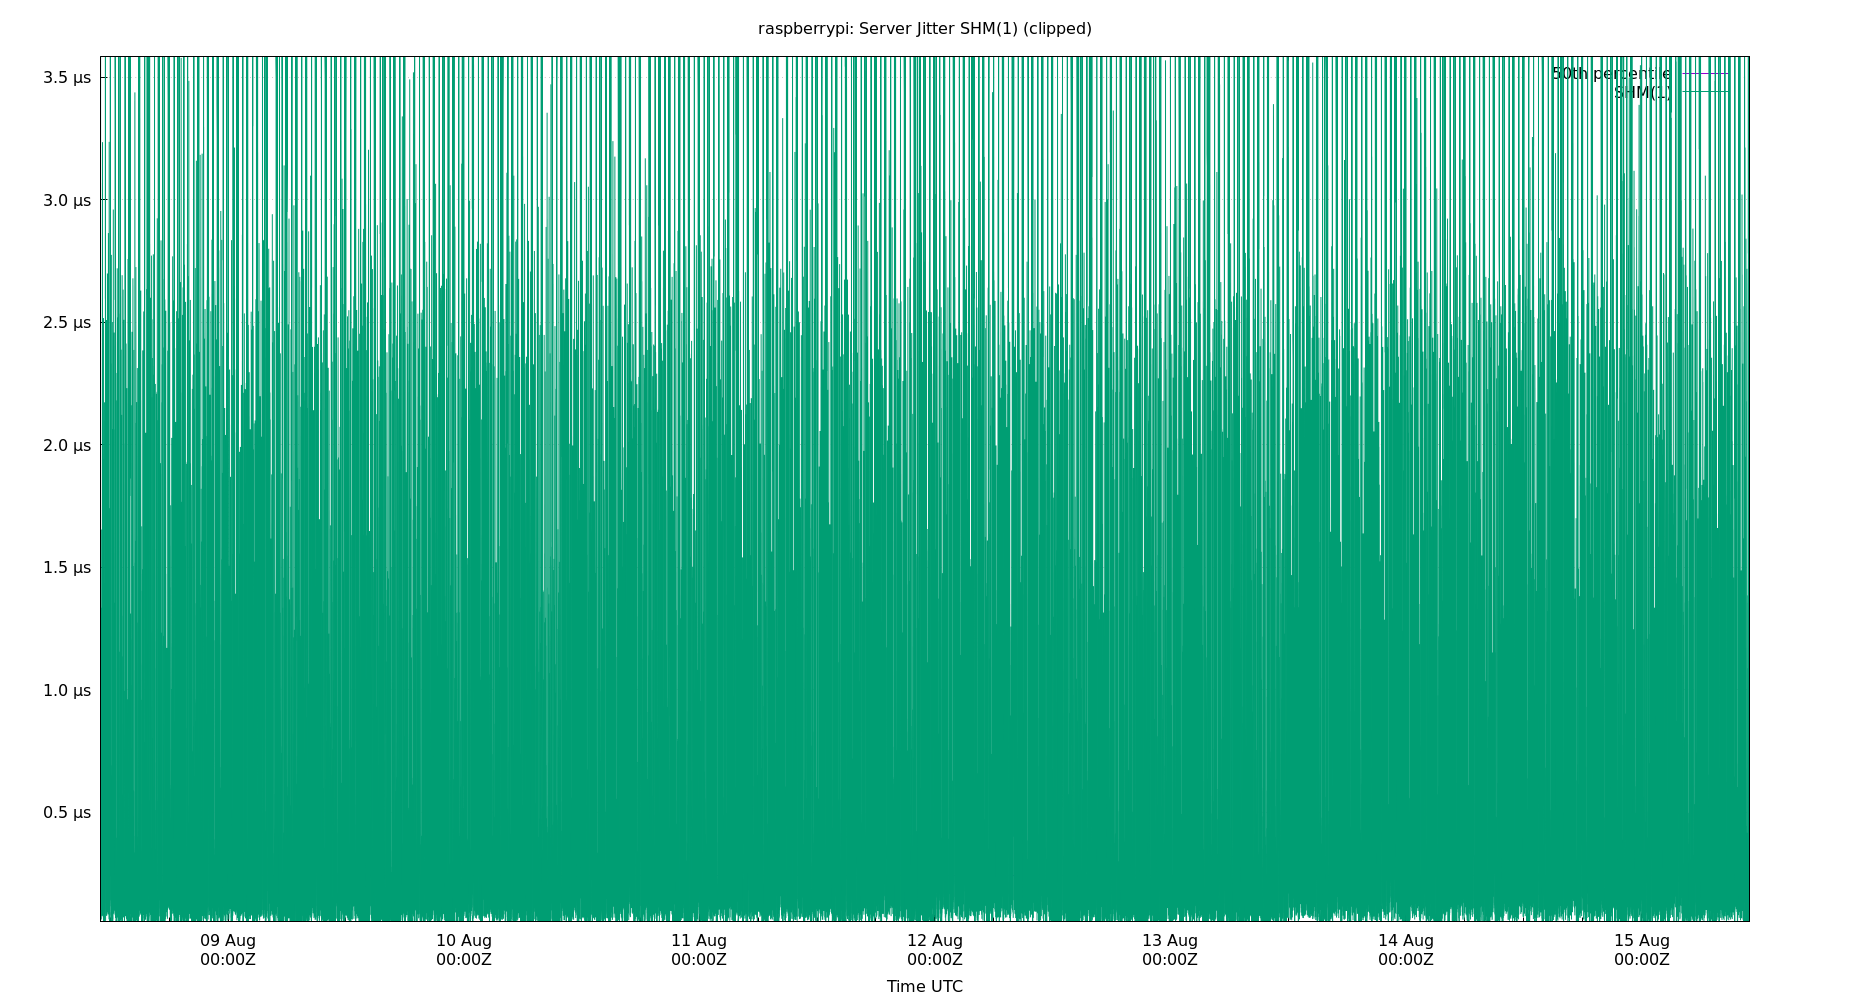 raspberrypi: Server Jitter SHM(1) (clipped)
50th percentile
SHM(1)
3.5 µs
3.0 µs
2.5 µs
2.0 µs
1.5 µs
1.0 µs
0.5 µs
09 Aug 10 Aug 11 Aug 12 Aug 13 Aug 14 Aug 15 Aug
00:00Z 00:00Z 00:00Z 00:00Z 00:00Z 00:00Z 00:00Z
Time UTC